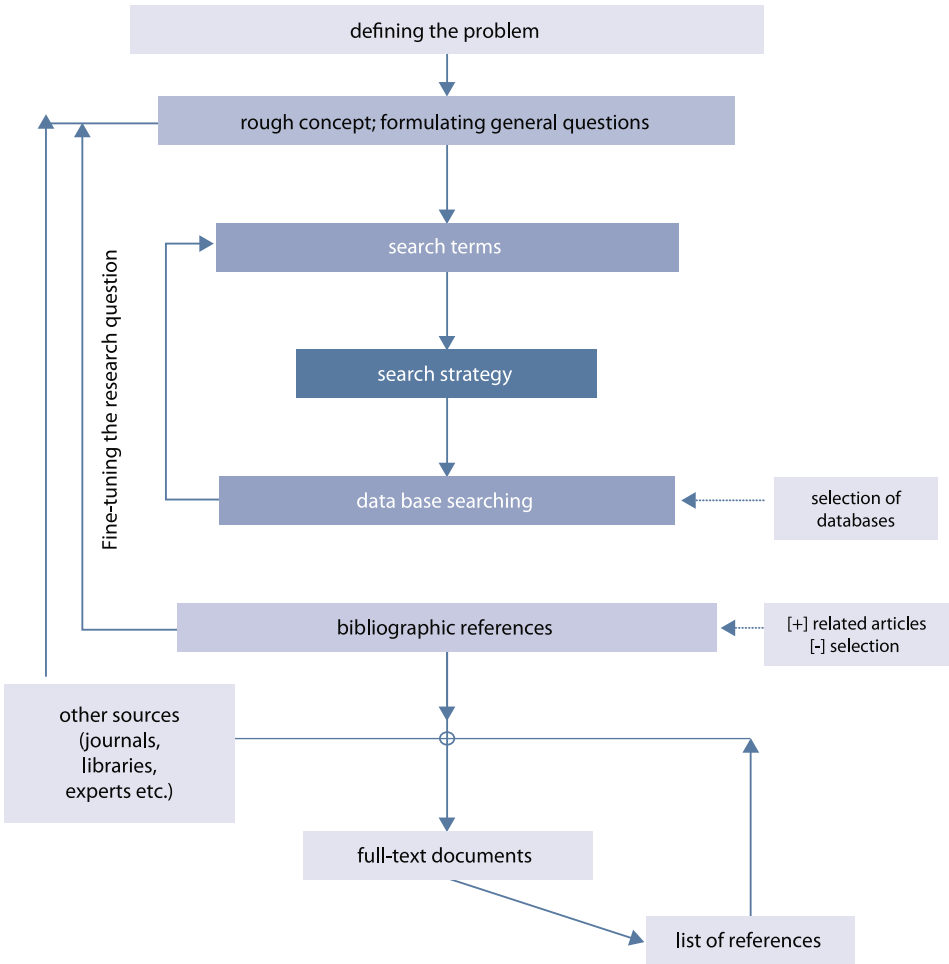 defining the problem
rough concept; formulating general questions
search terms
Fine-tuning the research question
search strategy
data base searching
selection of
databases
bibliographic references
[+] related articles
[-] selection
other sources
(journals,
libraries,
experts etc.)
full-text documents
list of references